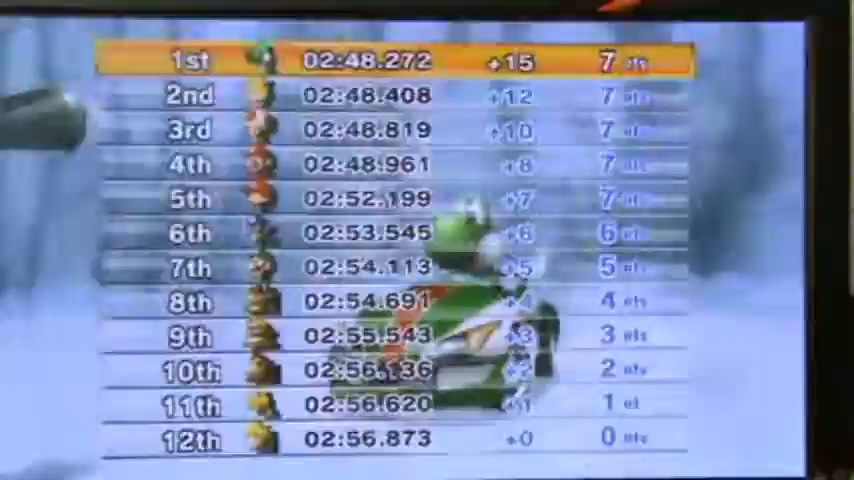 1st 02:48.272 +15 7 pts
2nd 02:48.408 +12 7 pts
3rd 02:48.819 +10 7 pts
4th 02:48.961 +8 7 pts
5th 02:52.199 +7 7 pts
6th 02:53.545 +6 6 pts
7th 02:54.113 +5 5 pts
8th 02:54.691 +4 4 pts
9th 02:55.543 +3 3 pts
10th 02:56.136 +2 2 pts
11th 02:56.620 +1 1 pt
12th 02:56.873 +0 0 pts